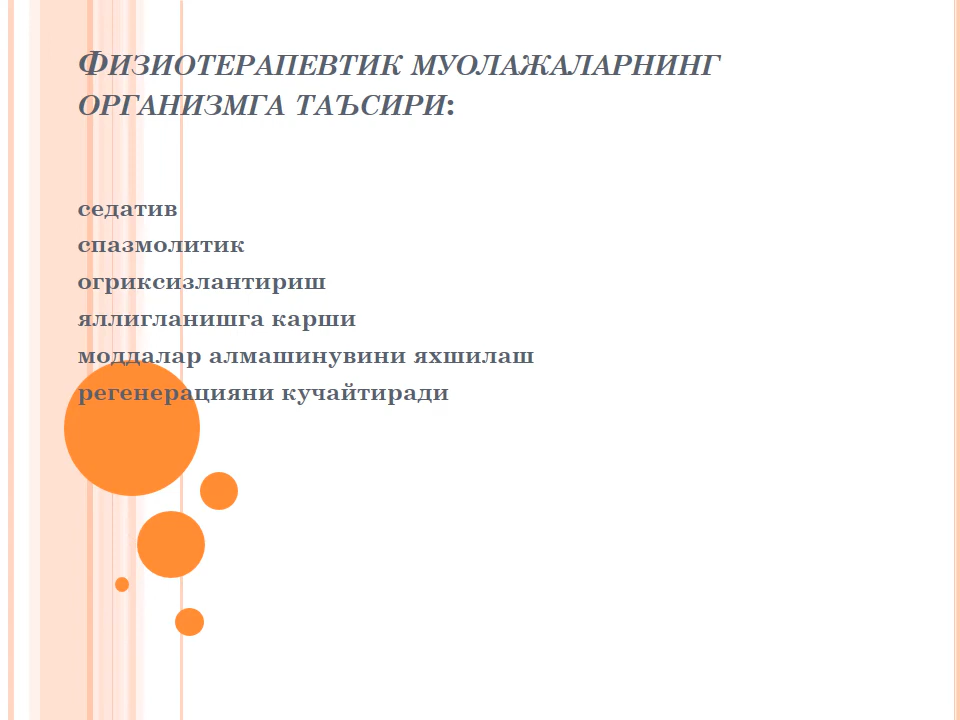 Физиотерапевтик муолажаларнинг
организмга таъсири:
седатив
спазмолитик
огриксизлантириш
яллигланишга карши
моддалар алмашинувини яхшилаш
регенерацияни кучайтиради